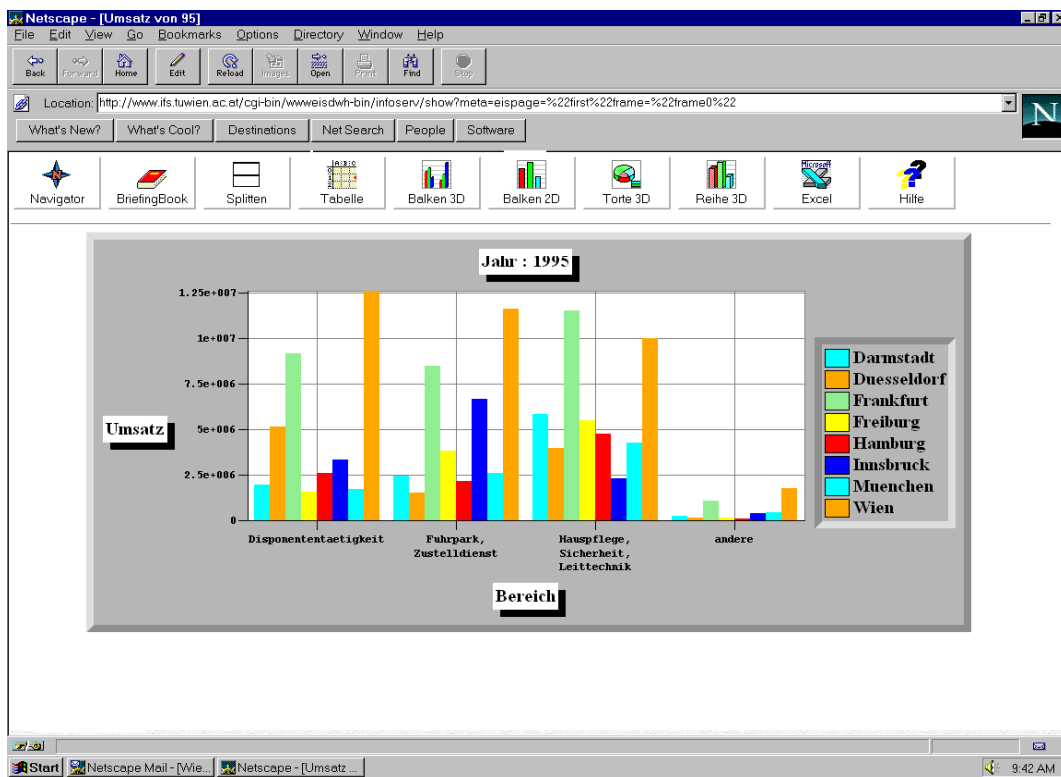 Netscape - [Umsatz von 95]
File Edit View Go Bookmarks Options Directory Window Help
Back Forward Home Edit Reload Images Open Print Find Stop
Location: http://www.ifs.tuwien.ac.at/cgi-bin/wwweisdwh-bin/infoserv/show?meta=eispage=%22first%22frame=%22frame0%22
N
What's New? What's Cool? Destinations Net Search People Software
Microsoft
Navigator BriefingBook Splitten Tabelle Balken 3D Balken 2D Torte 3D Reihe 3D Excel Hilfe
Jahr : 1995
1.25e+007
1e+007
7.5e+006
5e+006
2.5e+006
0
Umsatz
Disponententaetigkeit
Fuhrpark,
Zustelldienst
Hauspflege,
Sicherheit,
Leittechnik
andere
Bereich
Darmstadt
Duesseldorf
Frankfurt
Freiburg
Hamburg
Innsbruck
Muenchen
Wien
Start Netscape Mail - [Wie... Netscape - [Umsatz ... 9:42 AM